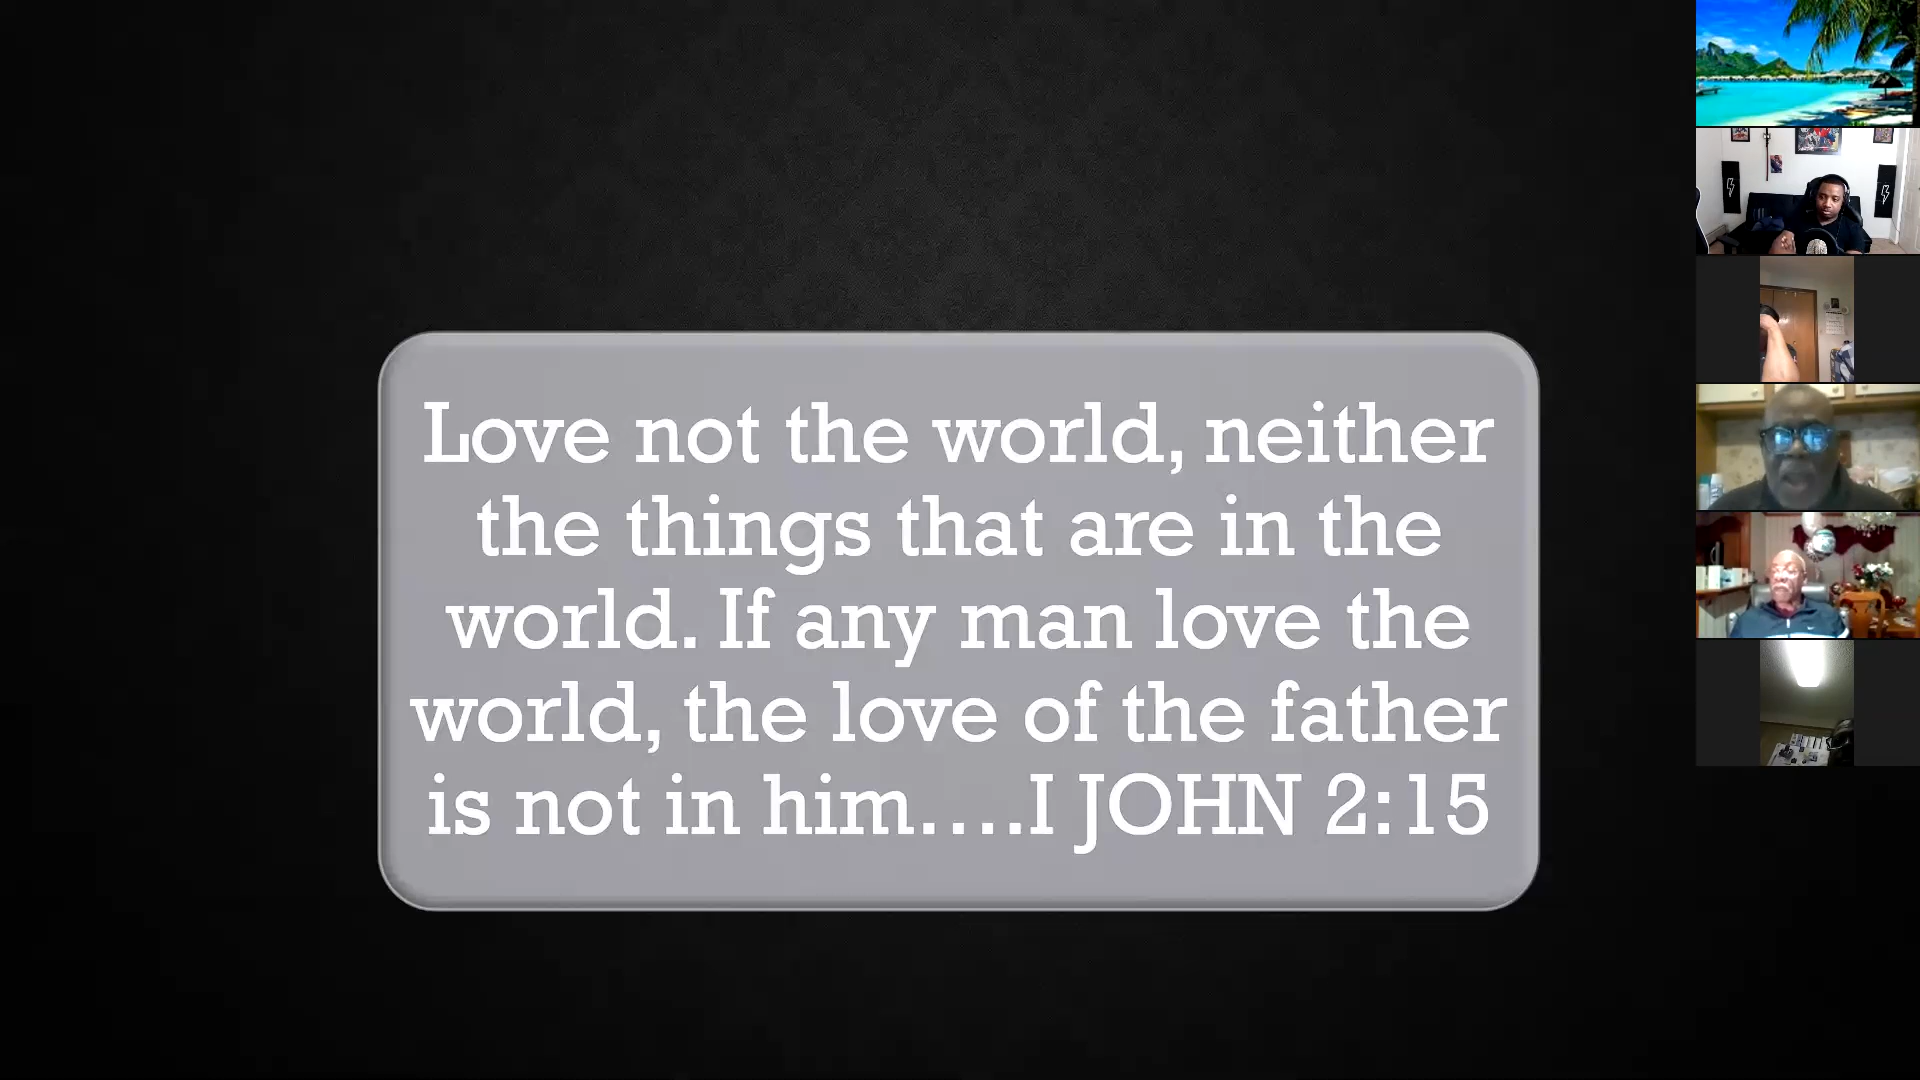 Love not the world, neither
the things that are in the
world. If any man love the
world, the love of the father
is not in him....I JOHN 2:15